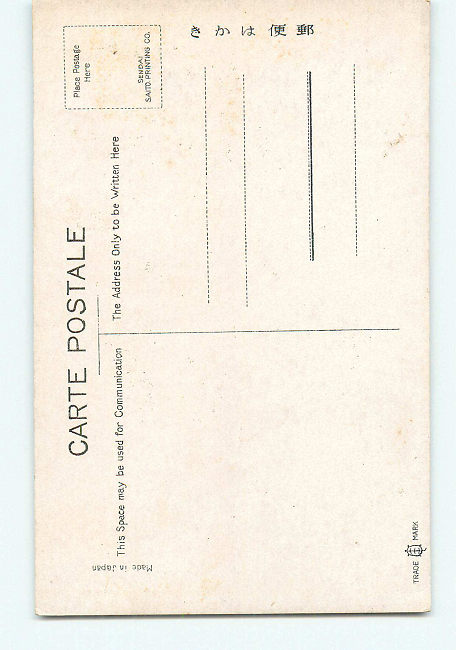 きかは便郵
CARTE POSTALE
This Space may be used for Communication
The Address Only to be Written Here
Place Postage
Here
SENDAI
SAITO PRINTING CO.
Made in Japan
TRADE MARK